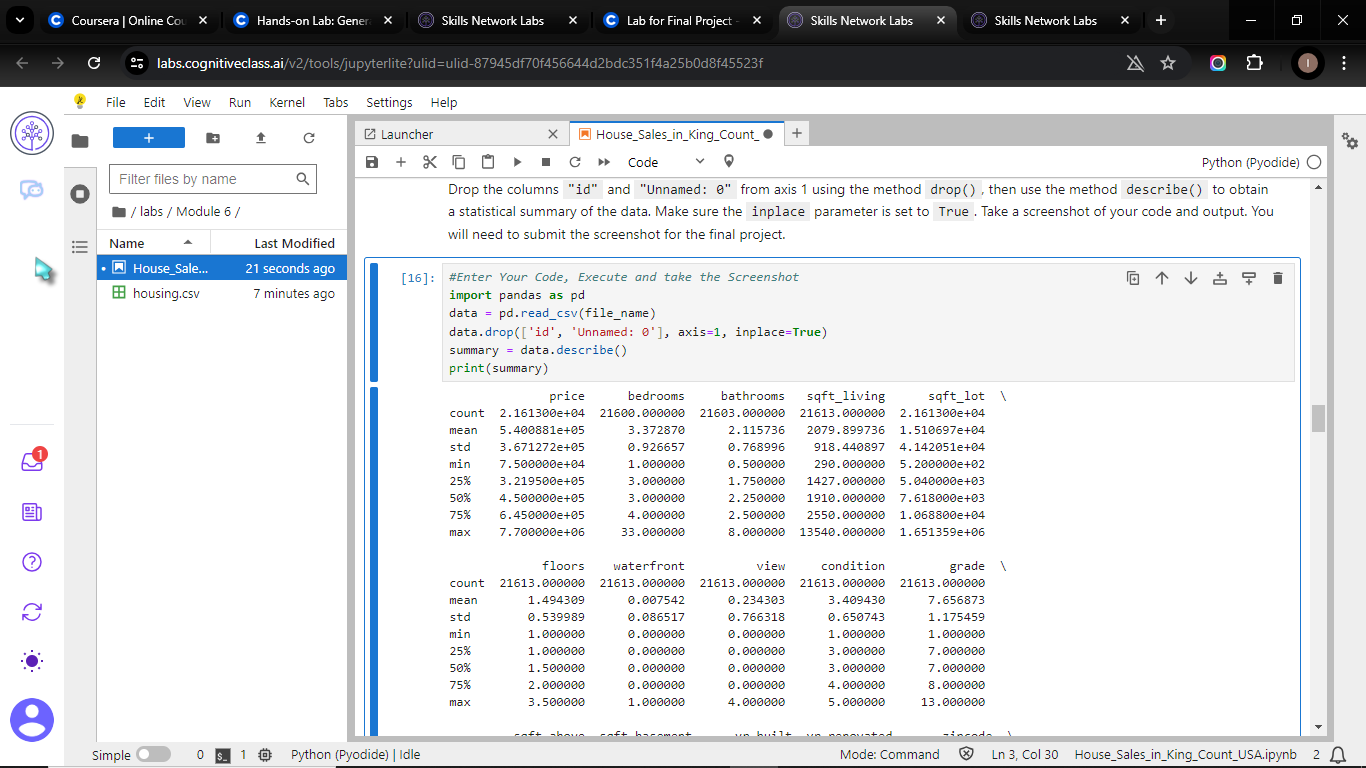 Coursera | Online Cou
Hands-on Lab: Genera
Skills Network Labs
Lab for Final Project -
Skills Network Labs
Skills Network Labs
labs.cognitiveclass.ai/v2/tools/jupyterlite?ulid=ulid-87945df70f456644d2bdc351f4a25b0d8f45523f
I
File Edit View Run Kernel Tabs Settings Help
Filter files by name
/ labs / Module 6 /
Name Last Modified
House_Sale... 21 seconds ago
housing.csv 7 minutes ago
1
Launcher
House_Sales_in_King_Count_
Code
Python (Pyodide)
Drop the columns "id" and "Unnamed: 0" from axis 1 using the method drop(), then use the method describe() to obtain
a statistical summary of the data. Make sure the inplace parameter is set to True. Take a screenshot of your code and output. You
will need to submit the screenshot for the final project.
[16]:
#Enter Your Code, Execute and take the Screenshot
import pandas as pd
data = pd.read_csv(file_name)
data.drop(['id', 'Unnamed: 0'], axis=1, inplace=True)
summary = data.describe()
print(summary)
price bedrooms bathrooms sqft_living sqft_lot \
count 2.161300e+04 21600.000000 21603.000000 21613.000000 2.161300e+04
mean 5.400881e+05 3.372870 2.115736 2079.899736 1.510697e+04
std 3.671272e+05 0.926657 0.768996 918.440897 4.142051e+04
min 7.500000e+04 1.000000 0.500000 290.000000 5.200000e+02
25% 3.219500e+05 3.000000 1.750000 1427.000000 5.040000e+03
50% 4.500000e+05 3.000000 2.250000 1910.000000 7.618000e+03
75% 6.450000e+05 4.000000 2.500000 2550.000000 1.068800e+04
max 7.700000e+06 33.000000 8.000000 13540.000000 1.651359e+06
floors waterfront view condition grade \
count 21613.000000 21613.000000 21613.000000 21613.000000 21613.000000
mean 1.494309 0.007542 0.234303 3.409430 7.656873
std 0.539989 0.086517 0.766318 0.650743 1.175459
min 1.000000 0.000000 0.000000 1.000000 1.000000
25% 1.000000 0.000000 0.000000 3.000000 7.000000
50% 1.500000 0.000000 0.000000 3.000000 7.000000
75% 2.000000 0.000000 0.000000 4.000000 8.000000
max 3.500000 1.000000 4.000000 5.000000 13.000000
sqft_above sqft_basement yr_built yr_renovated zipcode \
Simple 0 1 Python (Pyodide) | Idle
Mode: Command Ln 3, Col 30 House_Sales_in_King_Count_USA.ipynb 2